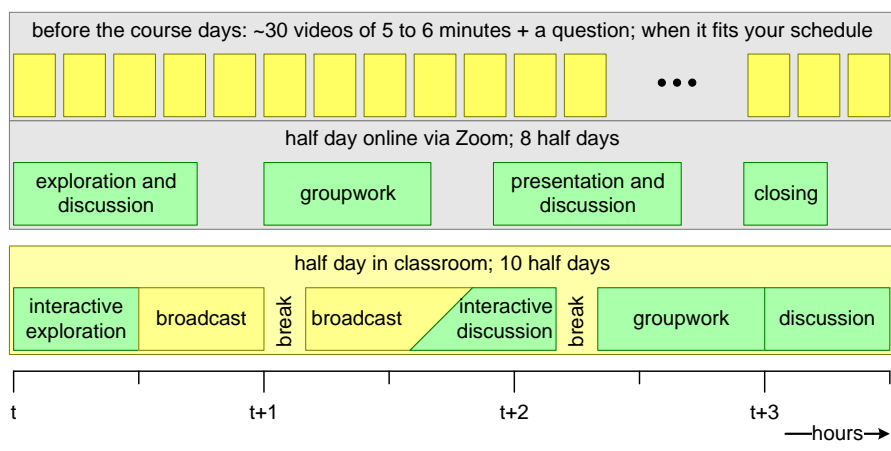 before the course days: ~30 videos of 5 to 6 minutes + a question; when it fits your schedule
half day online via Zoom; 8 half days
exploration and
discussion
groupwork
presentation and
discussion
closing
half day in classroom; 10 half days
interactive
exploration
broadcast
break
broadcast
interactive
discussion
break
groupwork
discussion
t
t+1
t+2
t+3
hours